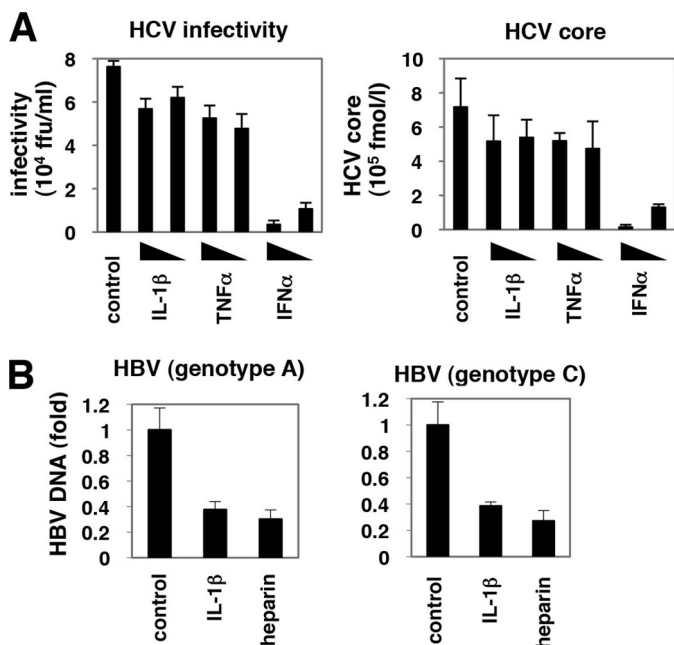 A
HCV infectivity
HCV core
infectivity
(10⁴ ffu/ml)
8
6
4
2
0
control
IL-1β
TNFα
IFNα
HCV core
(10⁵ fmol/l)
10
8
6
4
2
0
control
IL-1β
TNFα
IFNα
B
HBV (genotype A)
HBV (genotype C)
HBV DNA (fold)
1.2
1
0.8
0.6
0.4
0.2
0
control
IL-1β
heparin
1.2
1
0.8
0.6
0.4
0.2
0
control
IL-1β
heparin